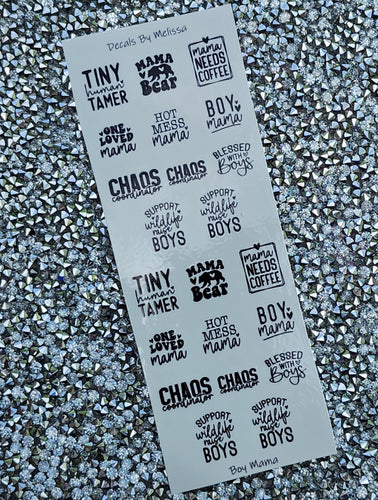 Decals By Melissa
TINY
human
TAMER
MAMA
Bear
mama
NEEDS
COFFEE
ONE
LOVED
mama
HOT
MESS
mama
BOY
mama
CHAOS
coordinator
CHAOS
coordinator
BLESSED
WITH
Boys
SUPPORT
wildlife
raise
BOYS
SUPPORT
wildlife
raise
BOYS
TINY
human
TAMER
MAMA
Bear
mama
NEEDS
COFFEE
ONE
LOVED
mama
HOT
MESS
mama
BOY
mama
CHAOS
coordinator
CHAOS
coordinator
BLESSED
WITH
Boys
SUPPORT
wildlife
raise
BOYS
SUPPORT
wildlife
raise
BOYS
Boy Mama